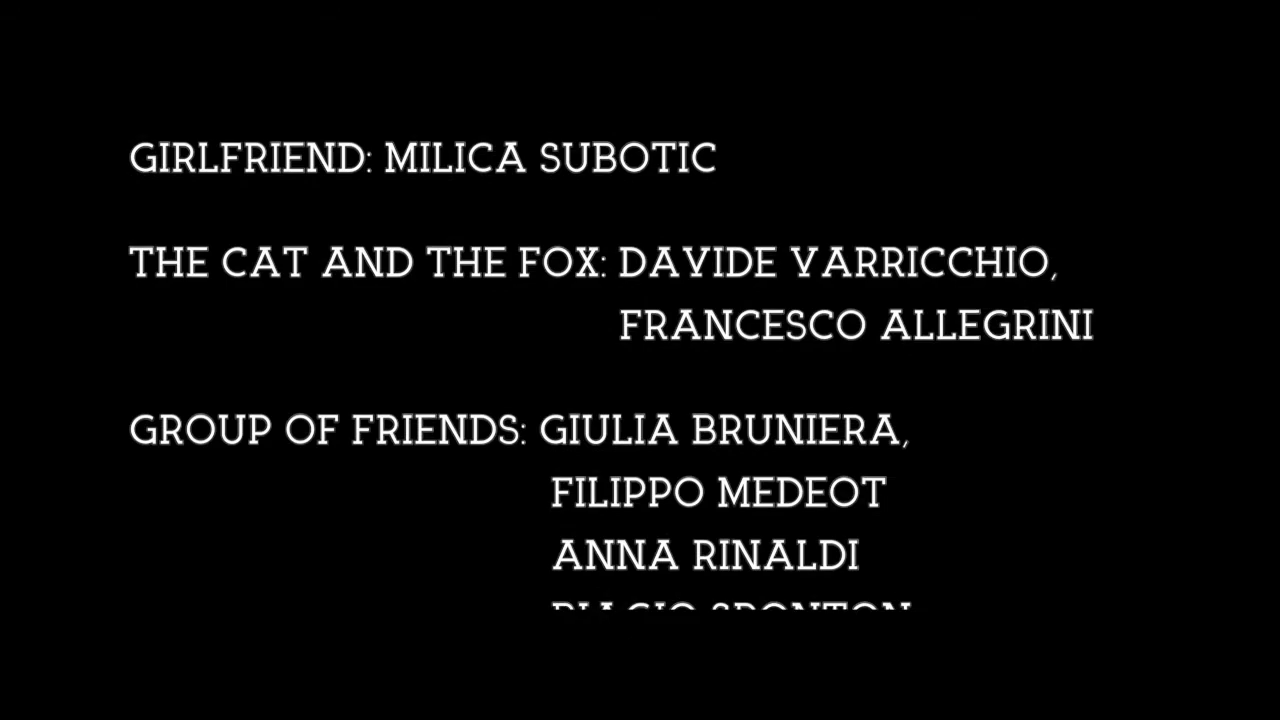 GIRLFRIEND: MILICA SUBOTIC
THE CAT AND THE FOX: DAVIDE VARRICCHIO,
FRANCESCO ALLEGRINI
GROUP OF FRIENDS: GIULIA BRUNIERA,
FILIPPO MEDEOT
ANNA RINALDI